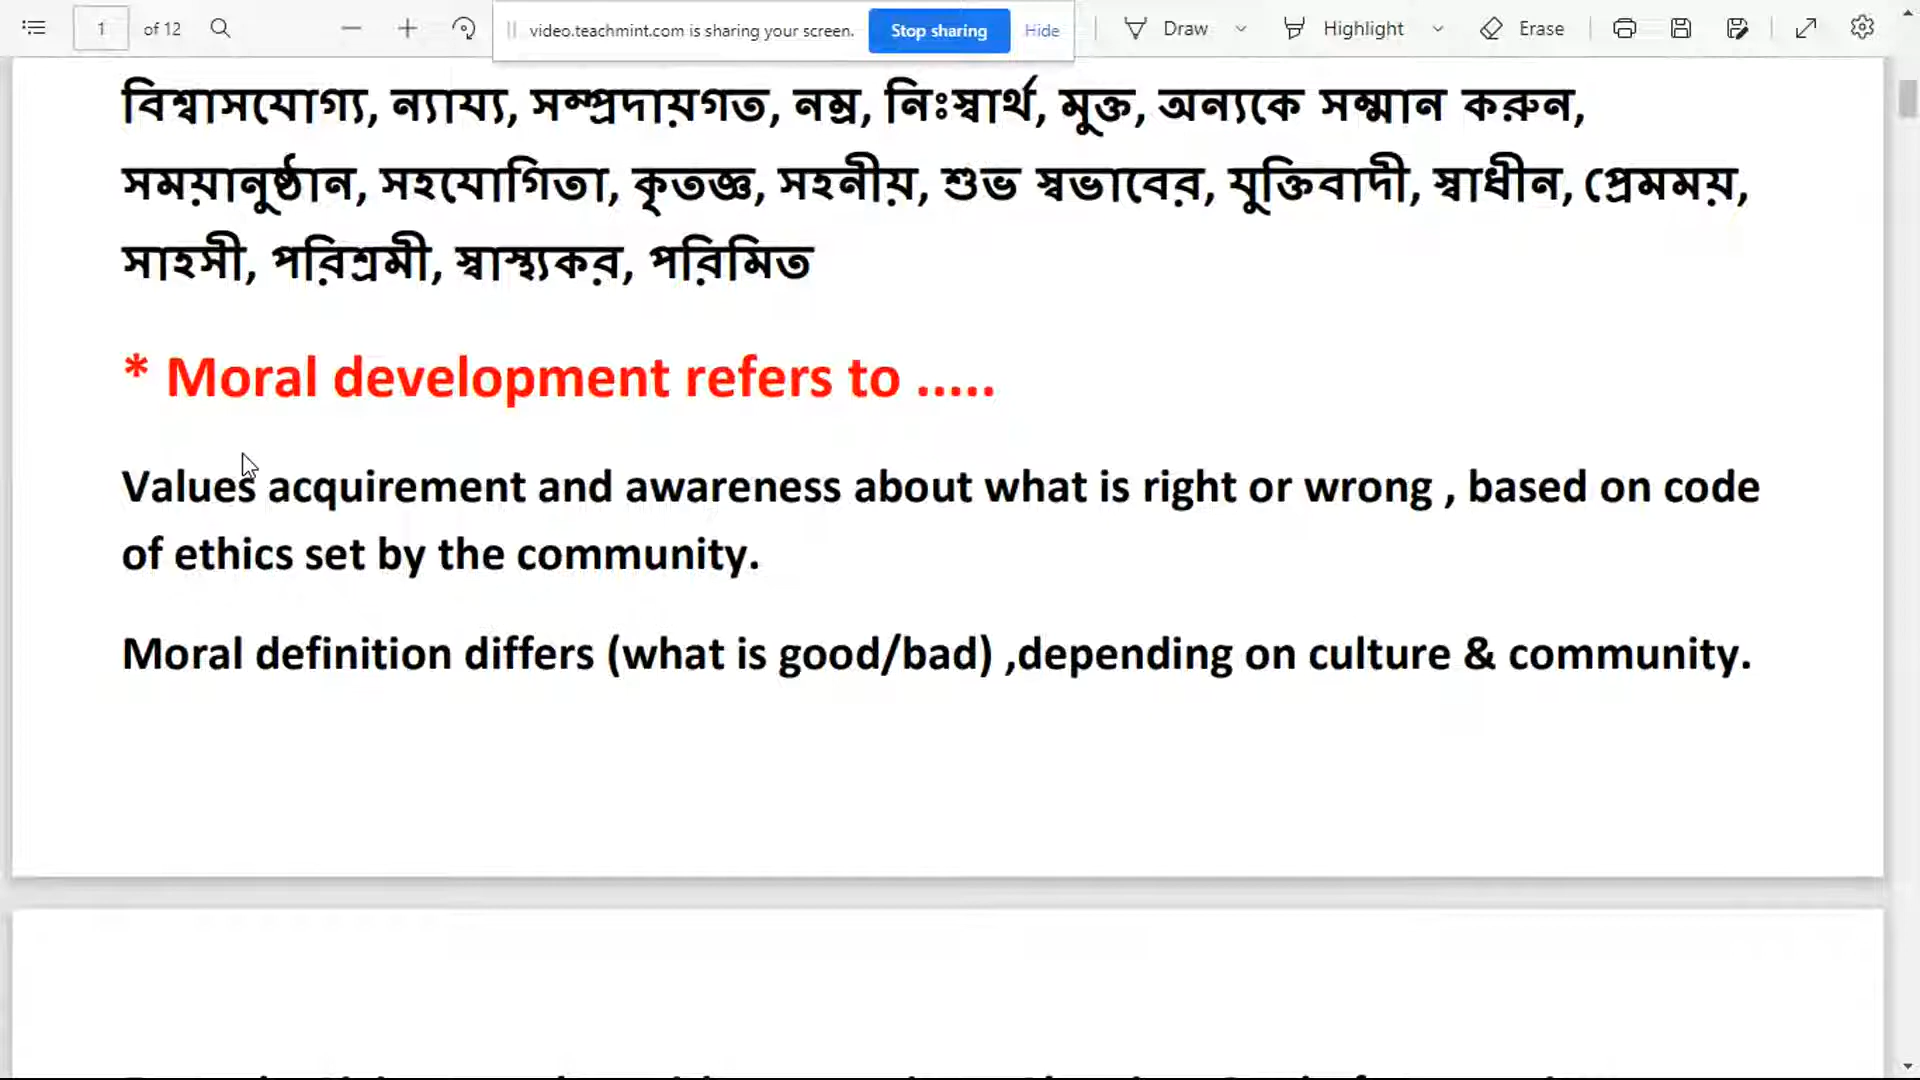 1 of 12
video.teachmint.com is sharing your screen. Stop sharing Hide
Draw Highlight Erase
বিশ্বাসযোগ্য, ন্যায্য, সম্প্রদায়গত, নম্র, নিঃস্বার্থ, মুক্ত, অন্যকে সম্মান করুন,
সময়ানুষ্ঠান, সহযোগিতা, কৃতজ্ঞ, সহনীয়, শুভ স্বভাবের, যুক্তিবাদী, স্বাধীন, প্রেমময়,
সাহসী, পরিশ্রমী, স্বাস্থ্যকর, পরিমিত
* Moral development refers to .....
Values acquirement and awareness about what is right or wrong , based on code
of ethics set by the community.
Moral definition differs (what is good/bad) ,depending on culture & community.